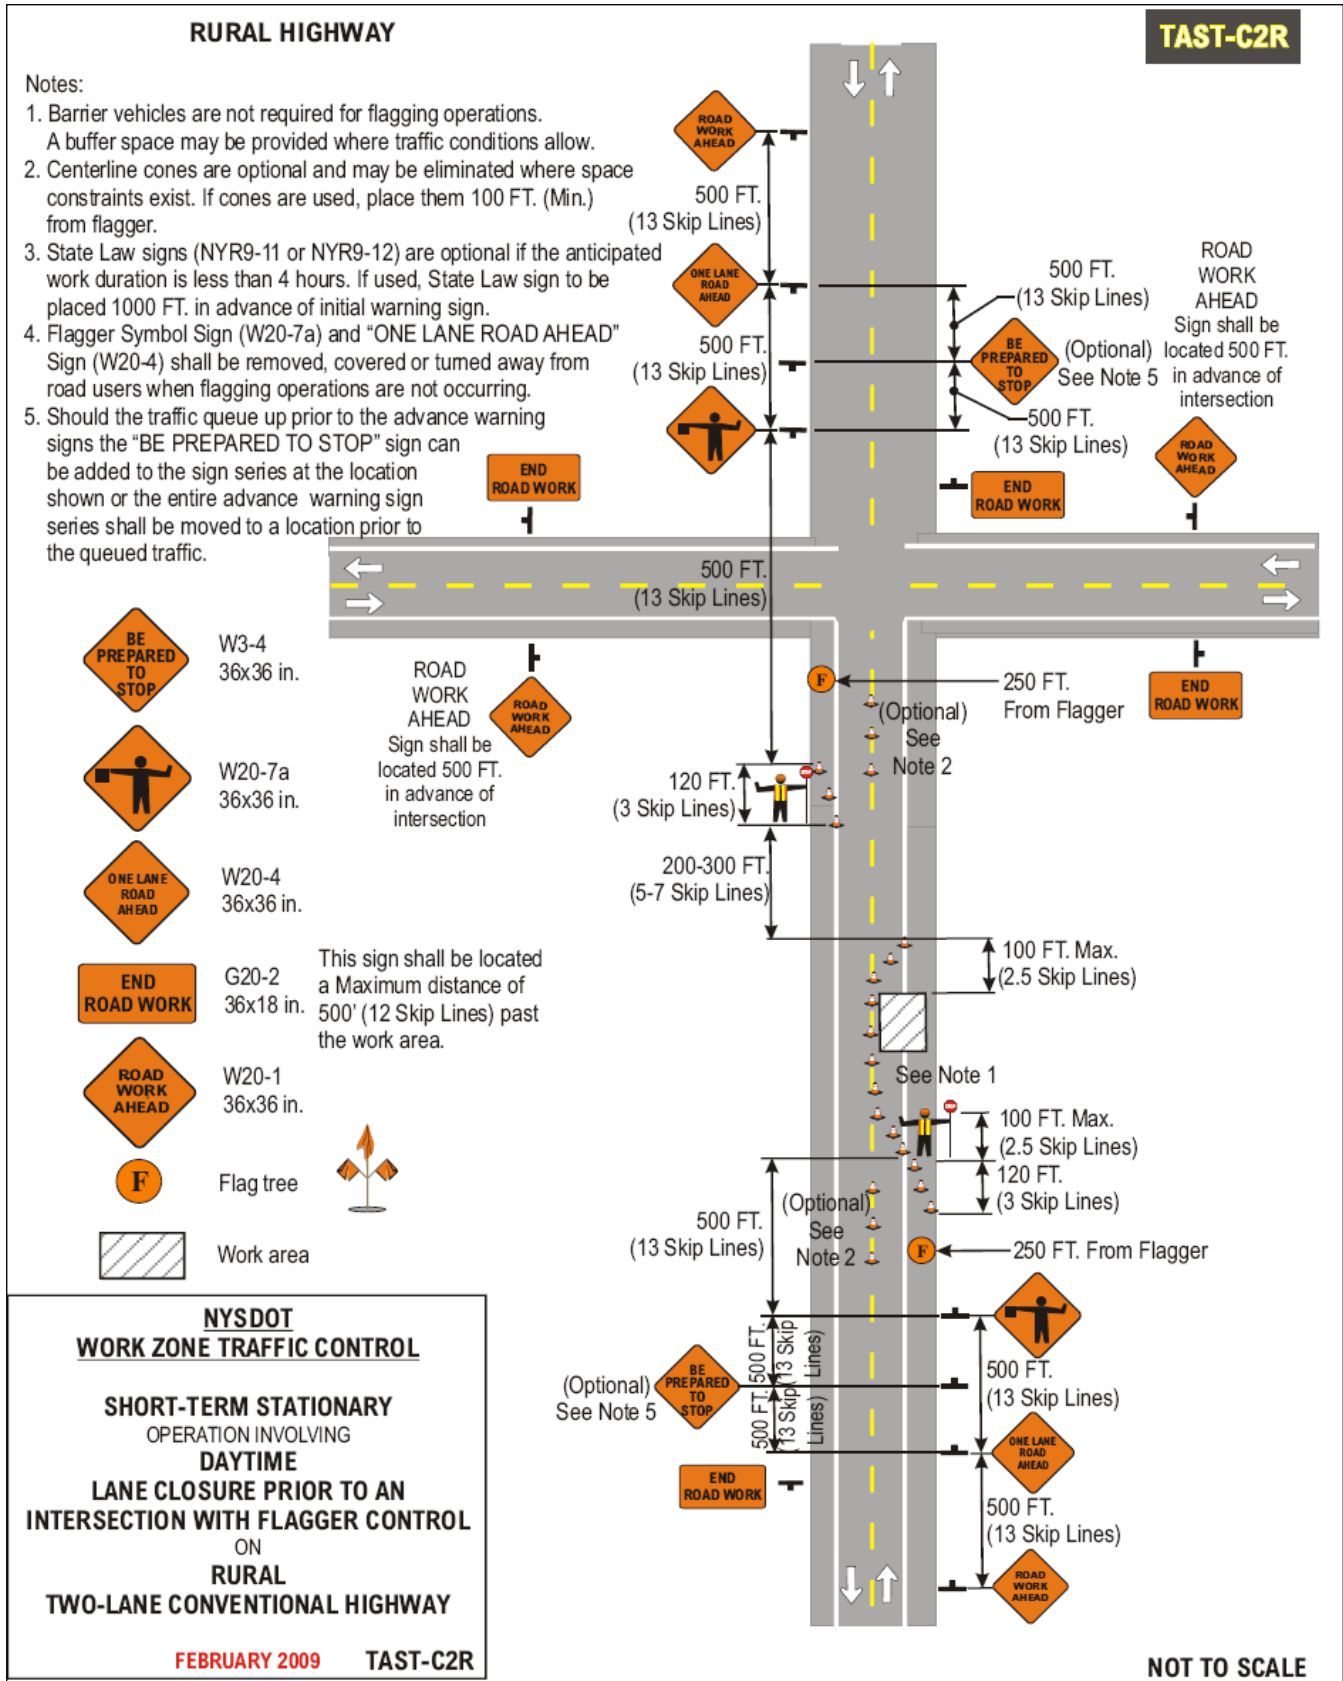 RURAL HIGHWAY
TAST-C2R
Notes:
1. Barrier vehicles are not required for flagging operations.
A buffer space may be provided where traffic conditions allow.
2. Centerline cones are optional and may be eliminated where space
constraints exist. If cones are used, place them 100 FT. (Min.)
from flagger.
3. State Law signs (NYR9-11 or NYR9-12) are optional if the anticipated
work duration is less than 4 hours. If used, State Law sign to be
placed 1000 FT. in advance of initial warning sign.
4. Flagger Symbol Sign (W20-7a) and “ONE LANE ROAD AHEAD”
Sign (W20-4) shall be removed, covered or turned away from
road users when flagging operations are not occurring.
5. Should the traffic queue up prior to the advance warning
signs the “BE PREPARED TO STOP” sign can
be added to the sign series at the location
shown or the entire advance warning sign
series shall be moved to a location prior to
the queued traffic.
ROAD
WORK
AHEAD
500 FT.
(13 Skip Lines)
ONE LANE
ROAD
AHEAD
500 FT.
(13 Skip Lines)
500 FT.
(13 Skip Lines)
BE
PREPARED
TO
STOP
(Optional)
See Note 5
500 FT.
(13 Skip Lines)
ROAD
WORK
AHEAD
Sign shall be
located 500 FT.
in advance of
intersection
ROAD
WORK
AHEAD
END
ROAD WORK
END
ROAD WORK
500 FT.
(13 Skip Lines)
BE
PREPARED
TO
STOP
W3-4
36x36 in.
W20-7a
36x36 in.
ONE LANE
ROAD
AHEAD
W20-4
36x36 in.
END
ROAD WORK
G20-2
36x18 in.
This sign shall be located
a Maximum distance of
500' (12 Skip Lines) past
the work area.
ROAD
WORK
AHEAD
W20-1
36x36 in.
F
Flag tree
Work area
ROAD
WORK
AHEAD
Sign shall be
located 500 FT.
in advance of
intersection
ROAD
WORK
AHEAD
F
250 FT.
From Flagger
END
ROAD WORK
(Optional)
See
Note 2
120 FT.
(3 Skip Lines)
STOP
200-300 FT.
(5-7 Skip Lines)
100 FT. Max.
(2.5 Skip Lines)
See Note 1
STOP
100 FT. Max.
(2.5 Skip Lines)
120 FT.
(3 Skip Lines)
500 FT.
(13 Skip Lines)
(Optional)
See
Note 2
F
250 FT. From Flagger
500 FT.
(13 Skip
Lines)
500 FT.
(13 Skip
Lines)
(Optional)
See Note 5
BE
PREPARED
TO
STOP
500 FT.
(13 Skip Lines)
ONE LANE
ROAD
AHEAD
END
ROAD WORK
500 FT.
(13 Skip Lines)
ROAD
WORK
AHEAD
NYSDOT
WORK ZONE TRAFFIC CONTROL
SHORT-TERM STATIONARY
OPERATION INVOLVING
DAYTIME
LANE CLOSURE PRIOR TO AN
INTERSECTION WITH FLAGGER CONTROL
ON
RURAL
TWO-LANE CONVENTIONAL HIGHWAY
FEBRUARY 2009 TAST-C2R
NOT TO SCALE